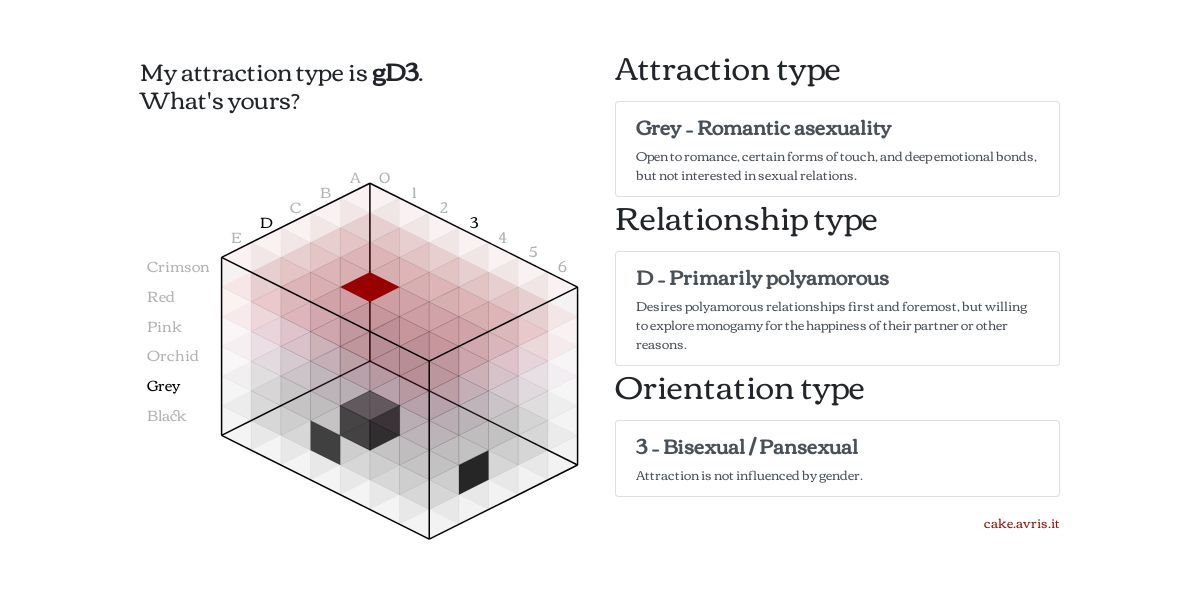 My attraction type is gD3.
What's yours?
A O
B 1
C 2
D 3
E 4
5
6
Crimson
Red
Pink
Orchid
Grey
Black
Attraction type
Grey - Romantic asexuality
Open to romance, certain forms of touch, and deep emotional bonds,
but not interested in sexual relations.
Relationship type
D - Primarily polyamorous
Desires polyamorous relationships first and foremost, but willing
to explore monogamy for the happiness of their partner or other
reasons.
Orientation type
3 - Bisexual / Pansexual
Attraction is not influenced by gender.
cake.avris.it